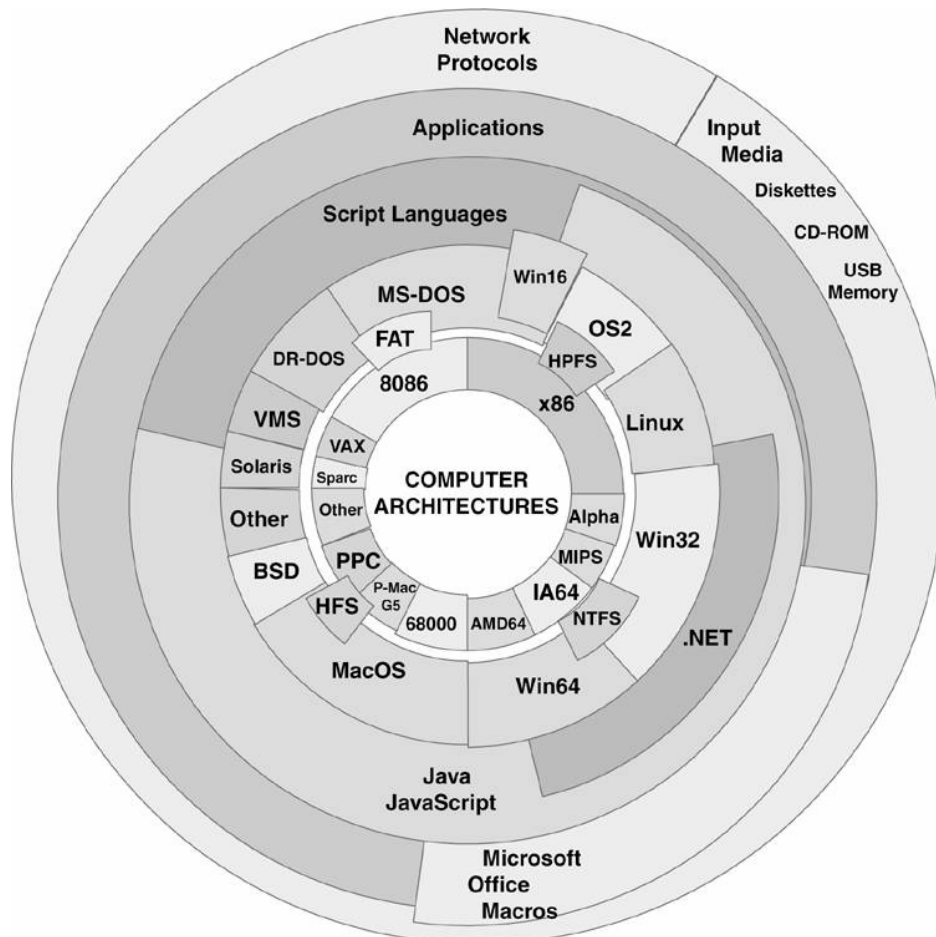 Network
Protocols
Applications
Input
Media
Diskettes
CD-ROM
USB
Memory
Script Languages
Win16
MS-DOS
OS2
FAT
HPFS
DR-DOS
8086
x86
VMS
Linux
VAX
Solaris
Sparc
COMPUTER
ARCHITECTURES
Other
Other
Alpha
Win32
MIPS
PPC
BSD
P-Mac
G5
IA64
HFS
68000
AMD64
NTFS
.NET
MacOS
Win64
Java
JavaScript
Microsoft
Office
Macros